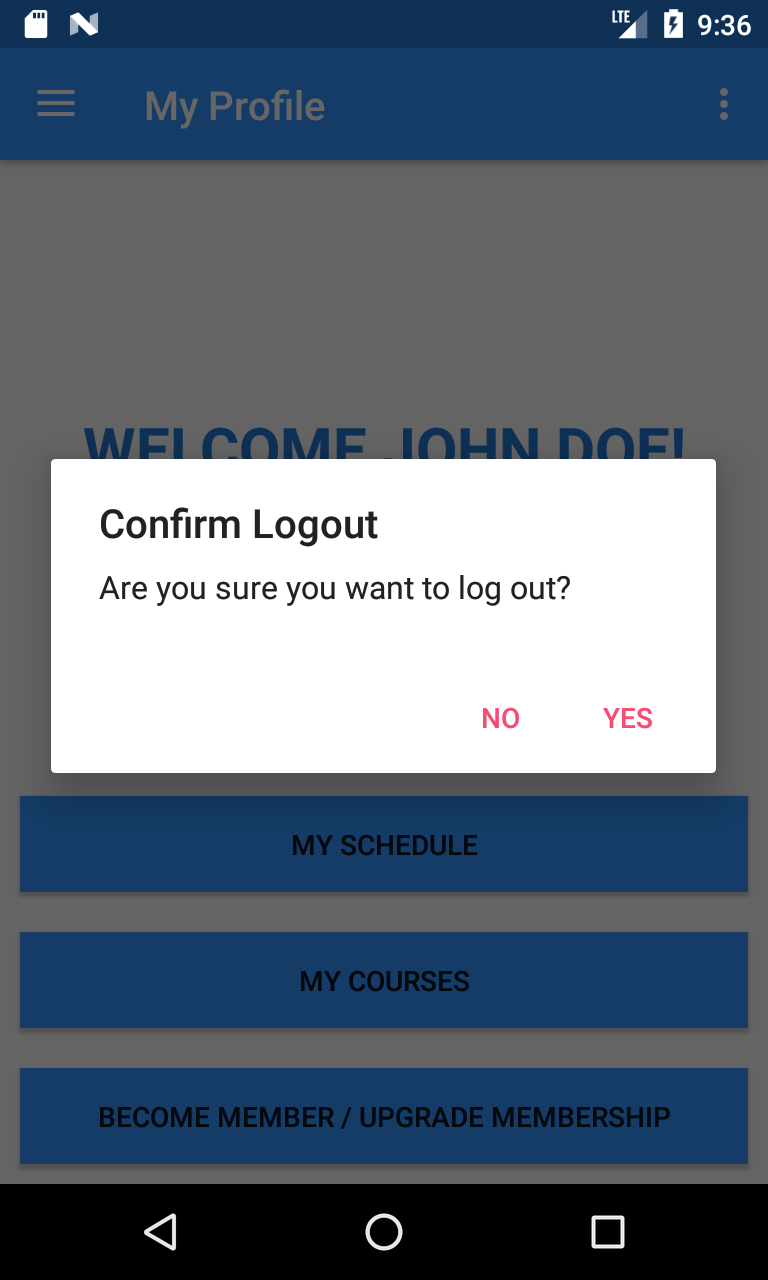 LTE 9:36
My Profile
WELCOME JOHN DOE!
Confirm Logout
Are you sure you want to log out?
NO YES
MY SCHEDULE
MY COURSES
BECOME MEMBER / UPGRADE MEMBERSHIP